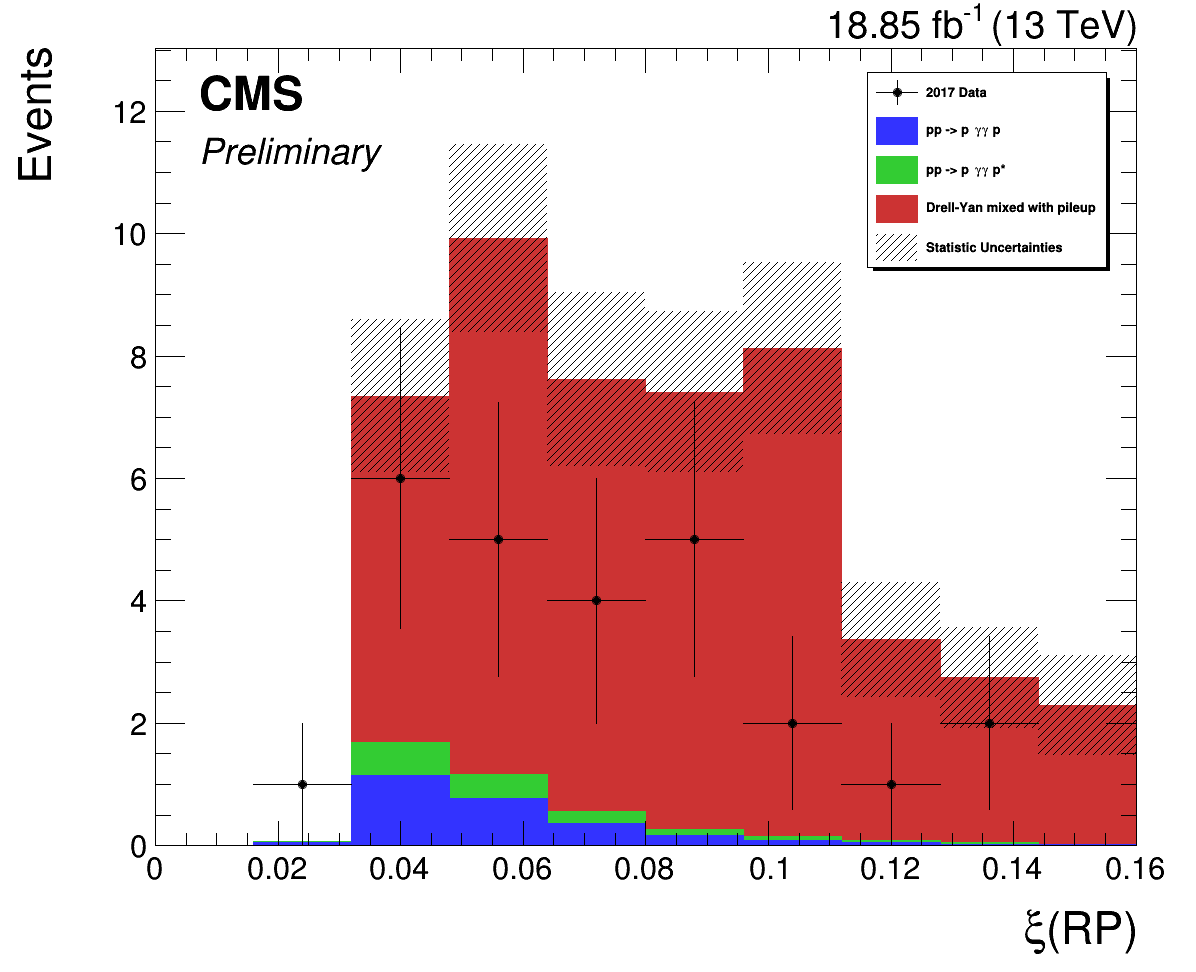 18.85 fb⁻¹ (13 TeV)
Events
CMS
Preliminary
2017 Data
pp -> p γγ p
pp -> p γγ p*
Drell-Yan mixed with pileup
Statistic Uncertainties
12
10
8
6
4
2
0
0 0.02 0.04 0.06 0.08 0.1 0.12 0.14 0.16
ξ(RP)